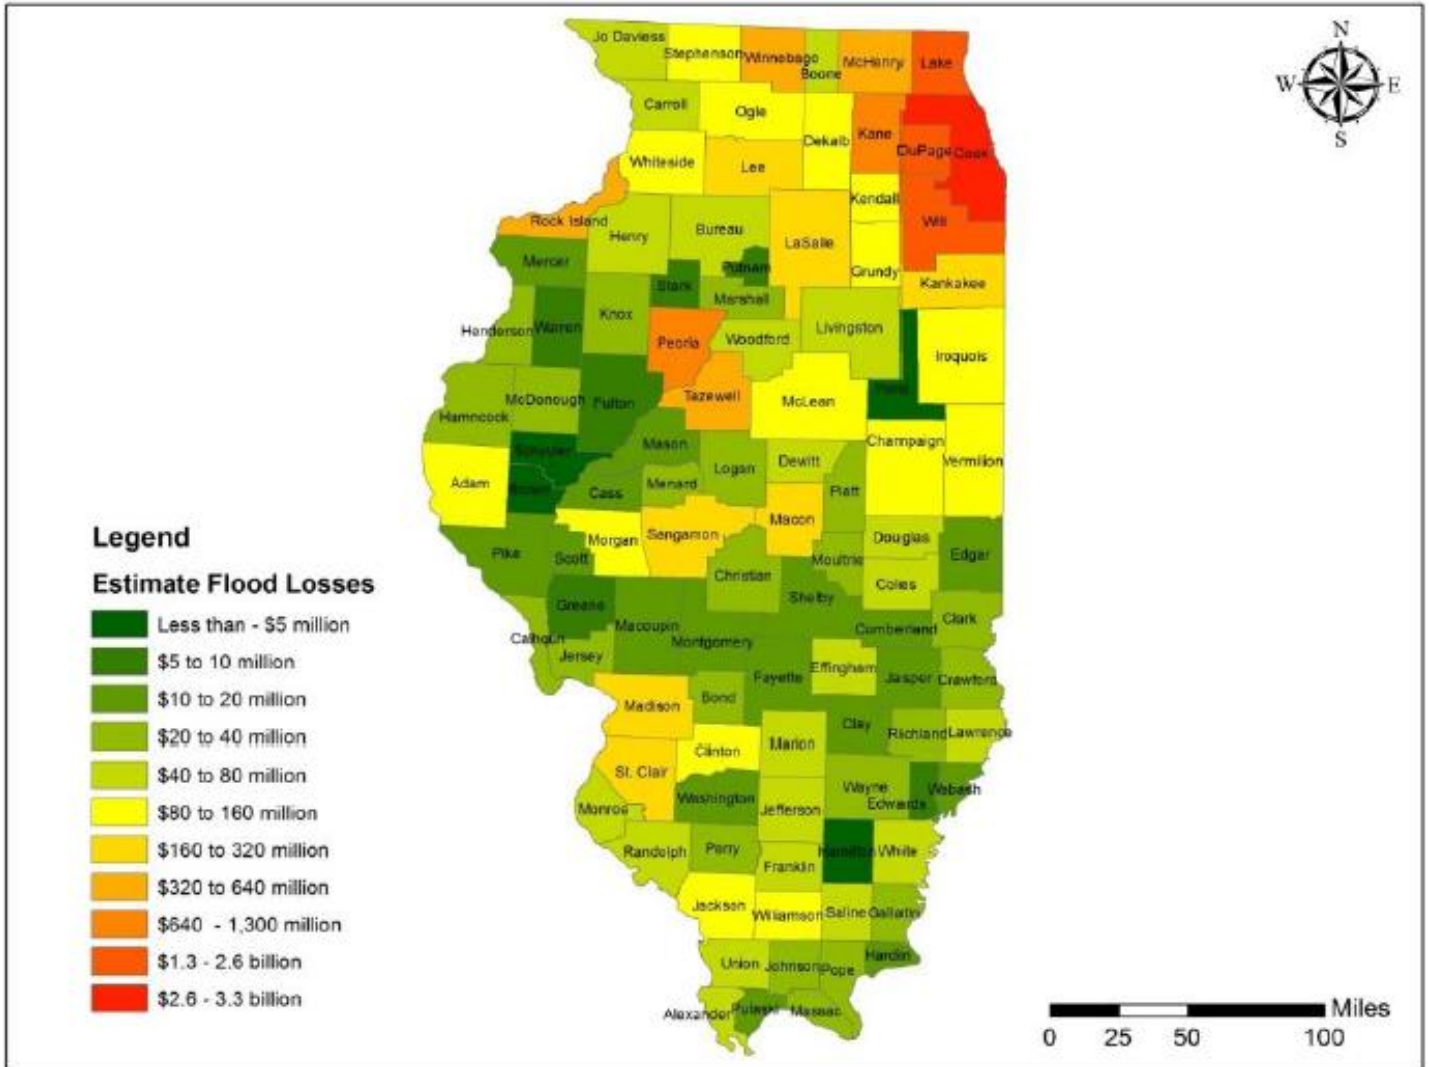 N
Jo Daviess
Stephenson
Winnebago
Boone
McHenry
Lake
W
E
S
Carroll
Ogle
Dekalb
Kane
DuPage
Cook
Whiteside
Lee
Kendall
Rock Island
Henry
Bureau
LaSalle
Will
Mercer
Putnam
Grundy
Kankakee
Stark
Marshall
Henderson
Warren
Knox
Peoria
Woodford
Livingston
Iroquois
McDonough
Fulton
Tazewell
McLean
Ford
Hamncock
Mason
Champaign
Schuyler
Logan
Dewitt
Vermilion
Adam
Brown
Cass
Menard
Piatt
Macon
Sangamon
Morgan
Douglas
Pike
Scott
Moultrie
Edgar
Christian
Coles
Shelby
Greene
Macoupin
Montgomery
Cumberland
Clark
Calhoun
Jersey
Effingham
Fayette
Jasper
Crawford
Madison
Bond
Clay
Richland
Lawrence
Clinton
Marion
St. Clair
Wayne
Edwards
Wabash
Monroe
Washington
Jefferson
Randolph
Perry
Franklin
Hamilton
White
Jackson
Williamson
Saline
Gallatin
Union
Johnson
Pope
Hardin
Alexander
Pulaski
Massac
Legend
Estimate Flood Losses
Less than - $5 million
$5 to 10 million
$10 to 20 million
$20 to 40 million
$40 to 80 million
$80 to 160 million
$160 to 320 million
$320 to 640 million
$640 - 1,300 million
$1.3 - 2.6 billion
$2.6 - 3.3 billion
Miles
0 25 50 100